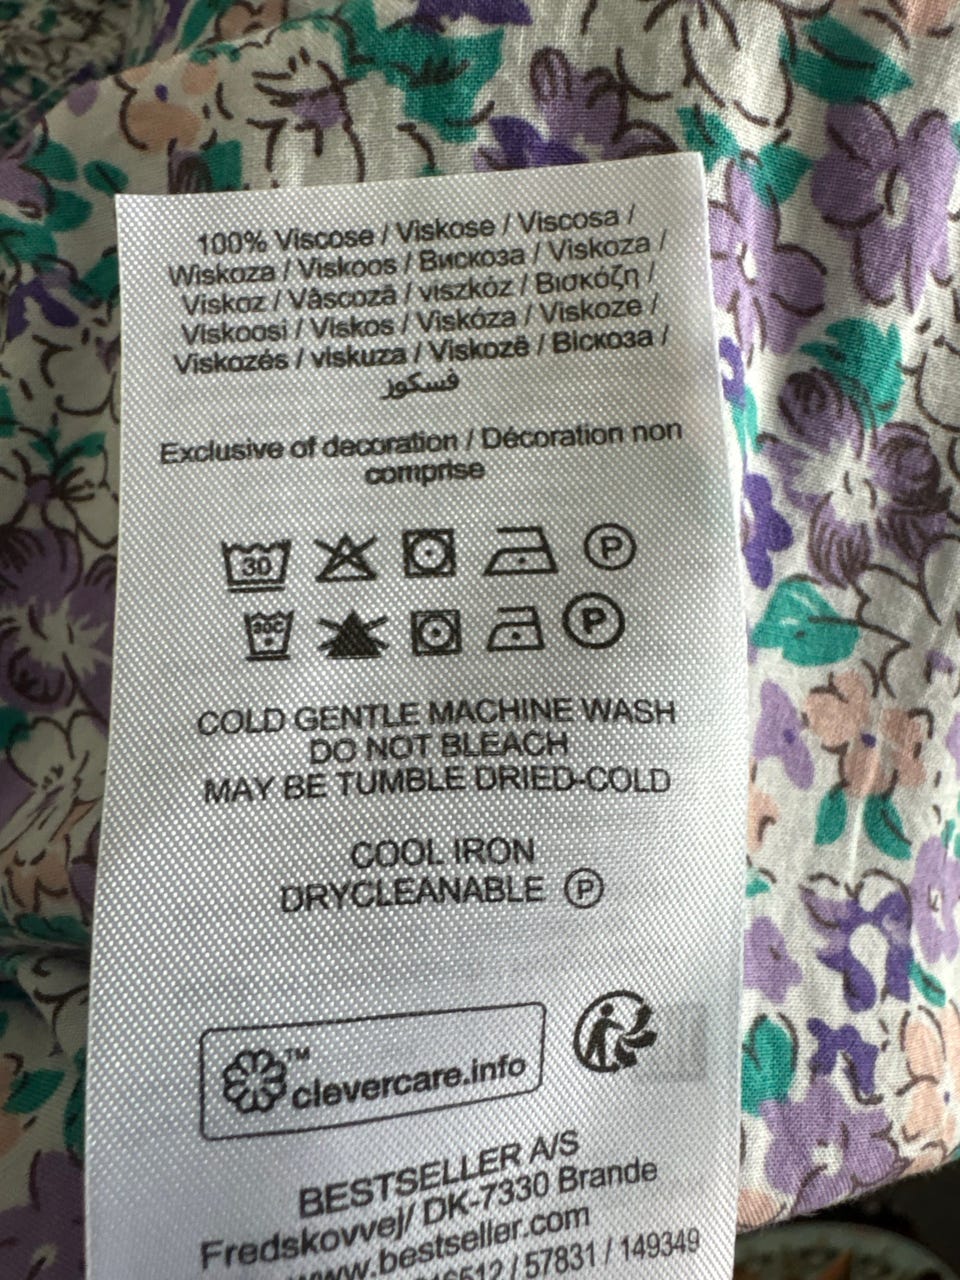 100% Viscose / Viskose / Viscosa /
Wiskoza / Viskoos / Вискоза / Viskoza /
Viskoz / Vâscoză / viszkóz / Βισκόζη /
Viskoosi / Viskos / Viskóza / Viskoze /
Viskozės / viskuza / Viskozë / Віскоза /
فسكوز
Exclusive of decoration / Décoration non
comprise
30 P
P
COLD GENTLE MACHINE WASH
DO NOT BLEACH
MAY BE TUMBLE DRIED-COLD
COOL IRON
DRYCLEANABLE P
TM
clevercare.info
BESTSELLER A/S
Fredskovvej/ DK-7330 Brande
www.bestseller.com
/ 57831 / 149349